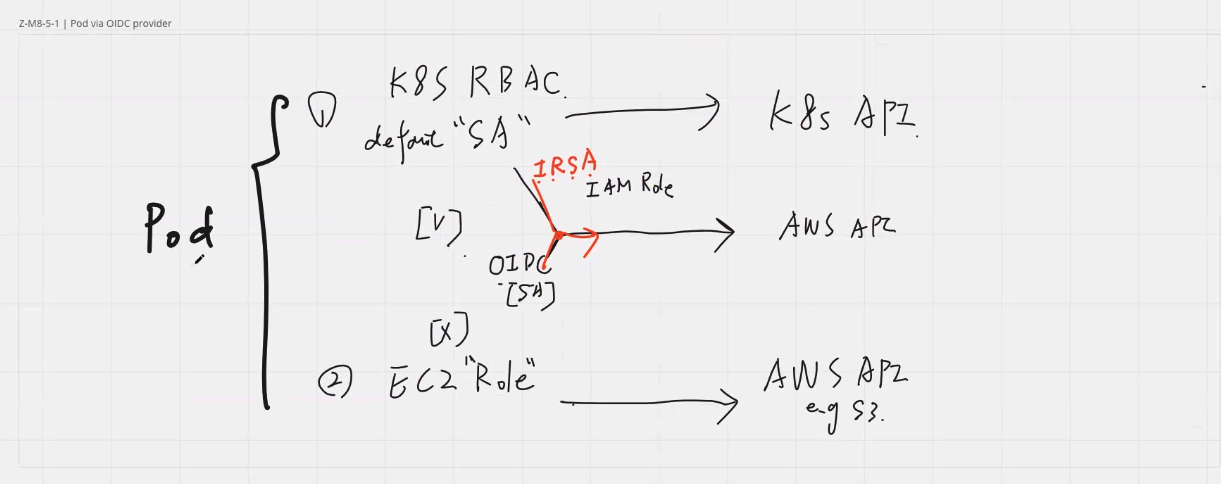 Z-M8-5-1 | Pod via OIDC provider
① K8S RBAC.
default "SA"
K8s API.
IRSA
IAM Role
Pod
[V]
AWS API
OIDC
[SA]
[X]
② EC2 "Role"
AWS API
e.g S3.